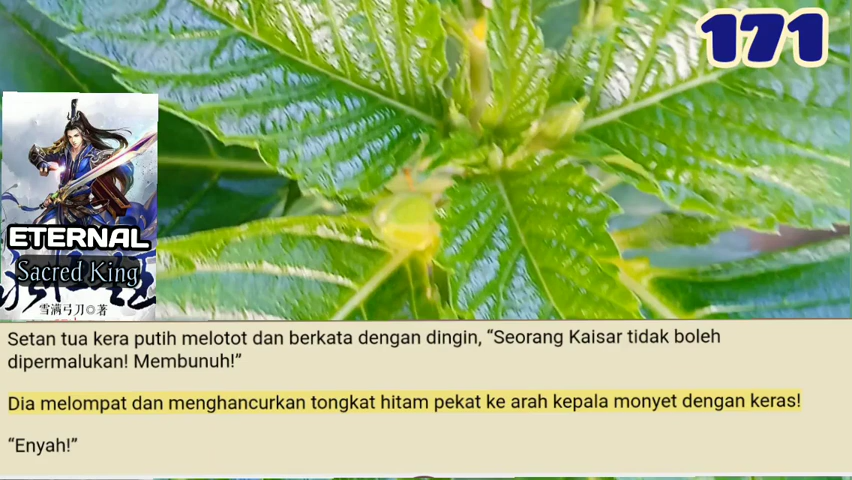 171
ETERNAL
Sacred King
雪满弓刀◎著
Setan tua kera putih melotot dan berkata dengan dingin, “Seorang Kaisar tidak boleh
dipermalukan! Membunuh!”
Dia melompat dan menghancurkan tongkat hitam pekat ke arah kepala monyet dengan keras!
“Enyah!”